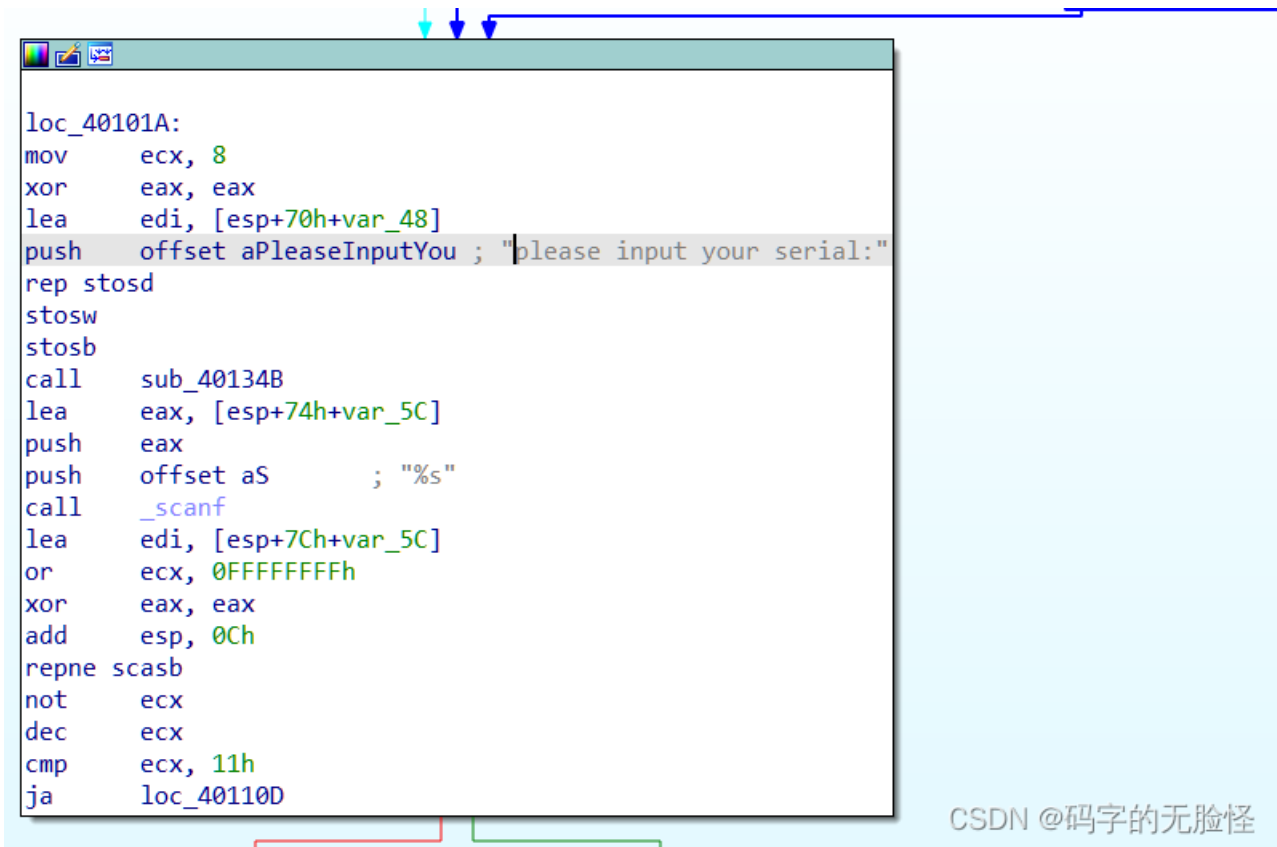 loc_40101A:
mov ecx, 8
xor eax, eax
lea edi, [esp+70h+var_48]
push offset aPleaseInputYou ; "please input your serial:"
rep stosd
stosw
stosb
call sub_40134B
lea eax, [esp+74h+var_5C]
push eax
push offset aS ; "%s"
call _scanf
lea edi, [esp+7Ch+var_5C]
or ecx, 0FFFFFFFFh
xor eax, eax
add esp, 0Ch
repne scasb
not ecx
dec ecx
cmp ecx, 11h
ja loc_40110D
CSDN @码字的无脸怪